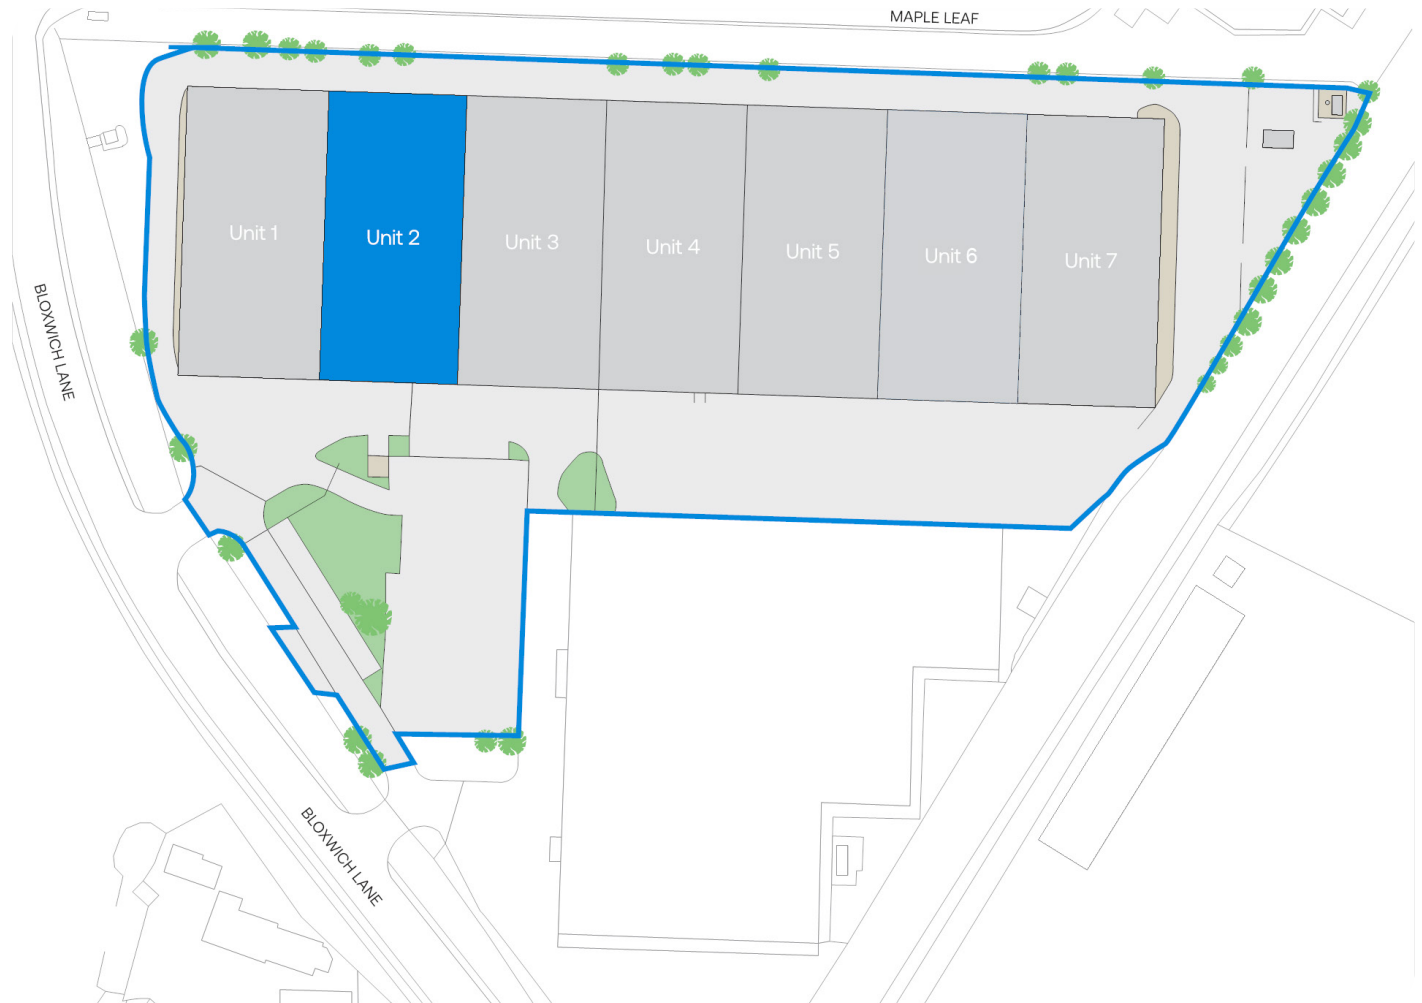 MAPLE LEAF
Unit 1
Unit 2
Unit 3
Unit 4
Unit 5
Unit 6
Unit 7
BLOXWICH LANE
BLOXWICH LANE